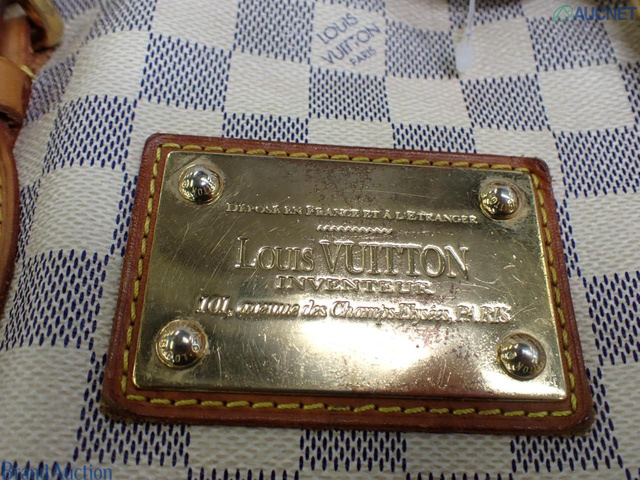 AUCNET
LOUIS
VUITTON
PARIS
DÉPOSÉ EN FRANCE ET À L'ÉTRANGER
LOUIS VUITTON
INVENTEUR
101, avenue des Champs Elysées, PARIS
Brand Auction